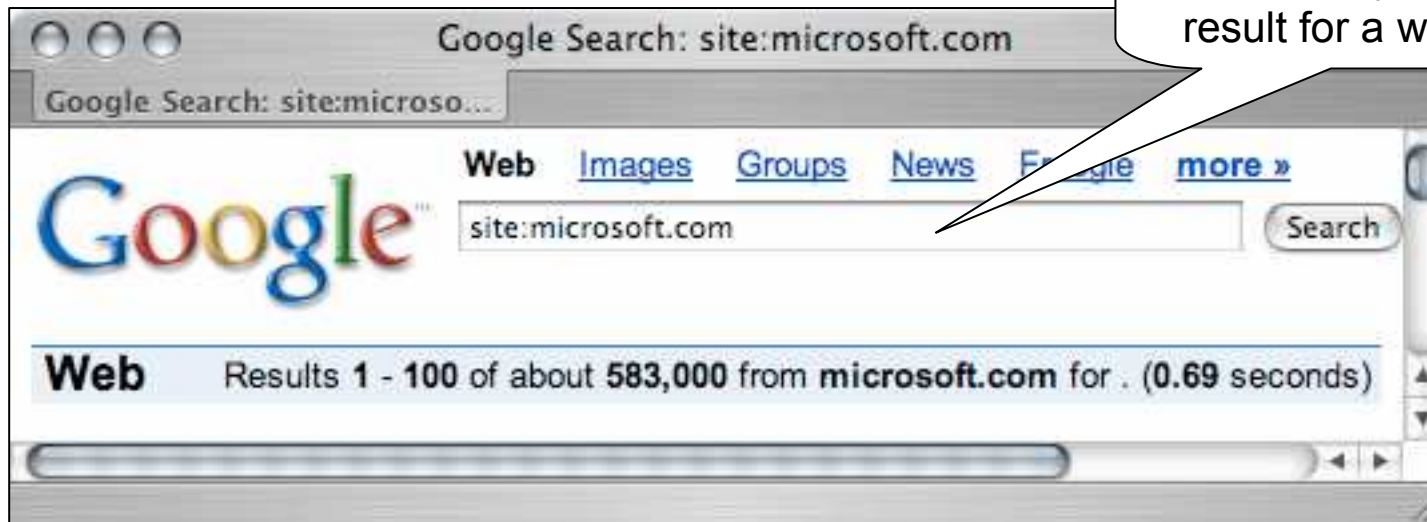 result for a w
Google Search: site:microsoft.com
Google Search: site:microso...
Google™
Web Images Groups News more »
site:microsoft.com
Search
Web Results 1 - 100 of about 583,000 from microsoft.com for . (0.69 seconds)